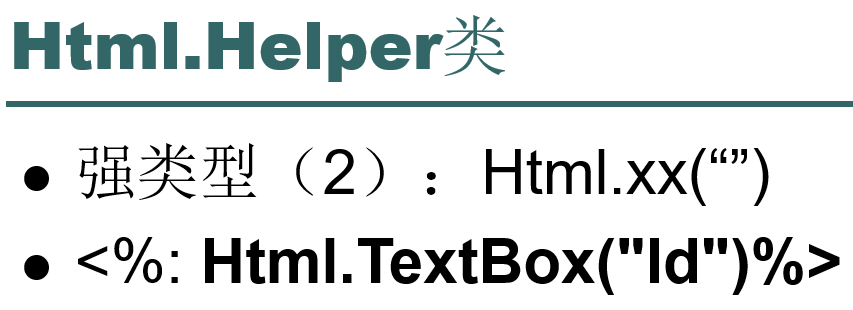 Html.Helper类
● 强类型（2）：Html.xx(“”)
● <%: Html.TextBox("Id")%>